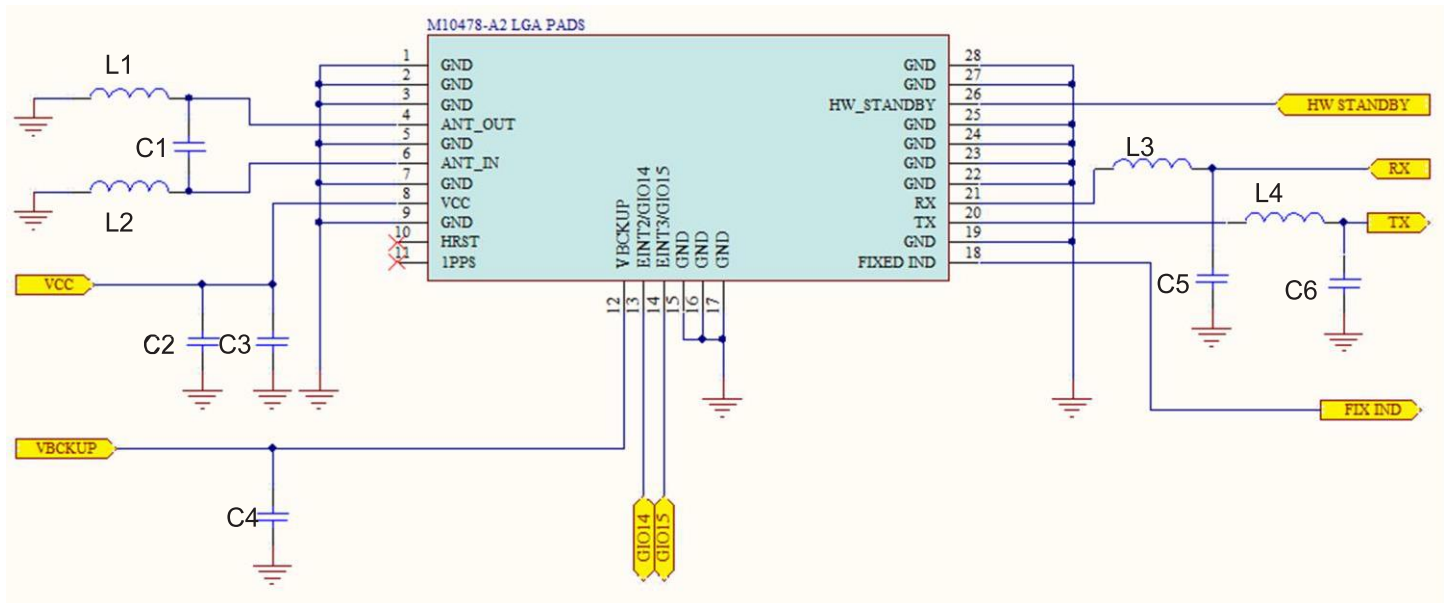 M10478-A2 LGA PADS
1 GND
2 GND
3 GND
4 ANT_OUT
5 GND
6 ANT_IN
7 GND
8 VCC
9 GND
10 HRST
11 1PPS
28 GND
27 GND
26 HW_STANDBY
25 GND
24 GND
23 GND
22 GND
21 RX
20 TX
19 GND
18 FIXED IND
VBCKUP 12
EINT2/GIO14 13
EINT3/GIO15 14
GND 15
GND 16
GND 17
L1
C1
L2
VCC
C2
C3
VBCKUP
C4
GIO14
GIO15
HW STANDBY
L3
RX
L4
TX
C5
C6
FIX IND